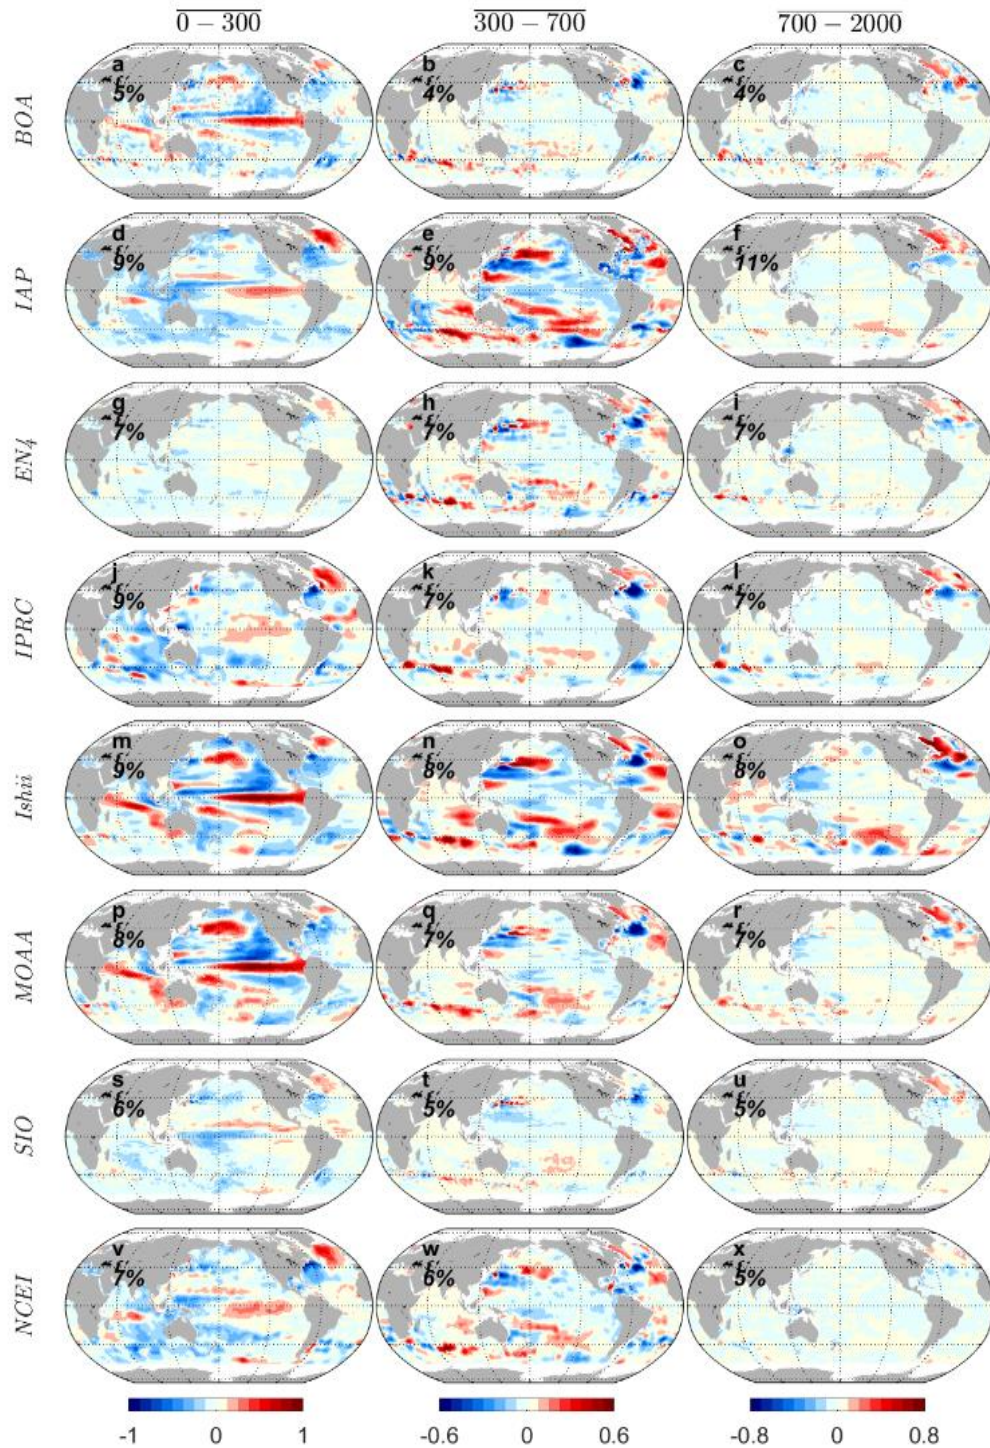 0 − 300 300 − 700 700 − 2000
BOA a 5% b 4% c 4%
IAP d 9% e 9% f 11%
EN4 g 7% h 7% i 7%
IPRC j 9% k 7% l 7%
Ishii m 9% n 8% o 8%
MOAA p 8% q 7% r 7%
SIO s 6% t 5% u 5%
NCEI v 7% w 6% x 5%
-1 0 1 -0.6 0 0.6 -0.8 0 0.8